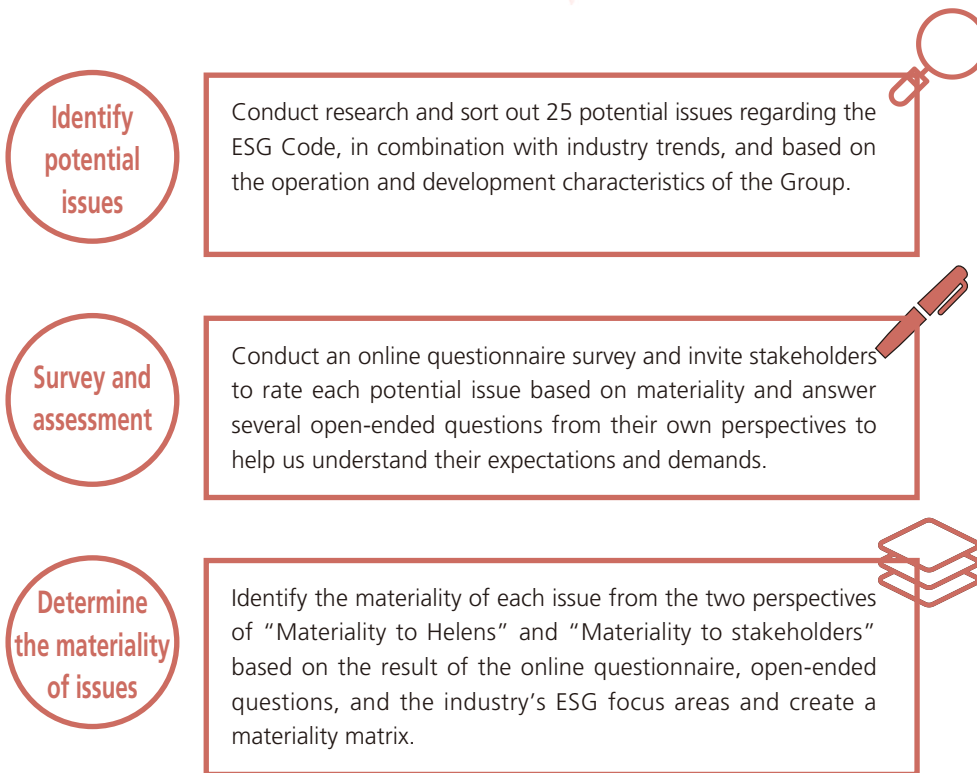 Identify
potential
issues
Conduct research and sort out 25 potential issues regarding the
ESG Code, in combination with industry trends, and based on
the operation and development characteristics of the Group.
Survey and
assessment
Conduct an online questionnaire survey and invite stakeholders
to rate each potential issue based on materiality and answer
several open-ended questions from their own perspectives to
help us understand their expectations and demands.
Determine
the materiality
of issues
Identify the materiality of each issue from the two perspectives
of “Materiality to Helens” and “Materiality to stakeholders”
based on the result of the online questionnaire, open-ended
questions, and the industry’s ESG focus areas and create a
materiality matrix.